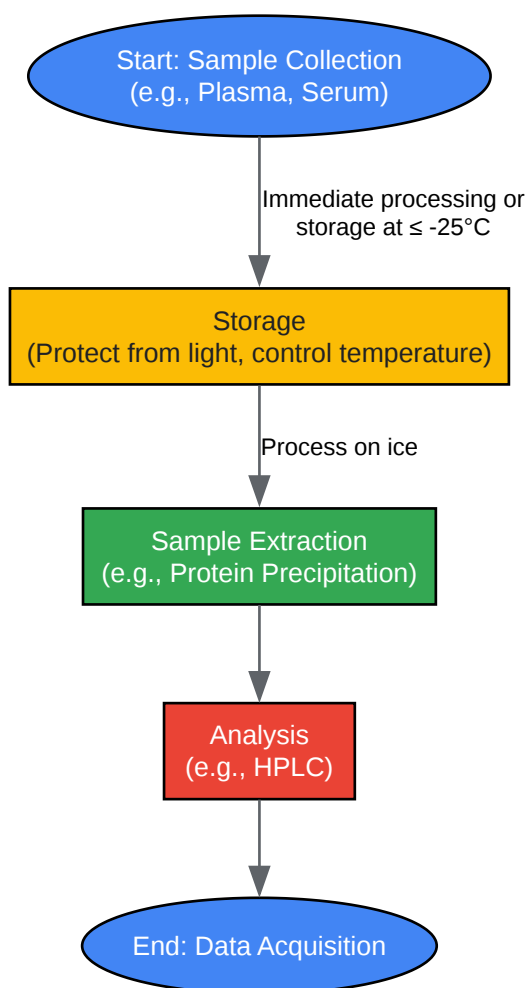 Start: Sample Collection
(e.g., Plasma, Serum)
Immediate processing or
storage at ≤ -25°C
Storage
(Protect from light, control temperature)
Process on ice
Sample Extraction
(e.g., Protein Precipitation)
Analysis
(e.g., HPLC)
End: Data Acquisition